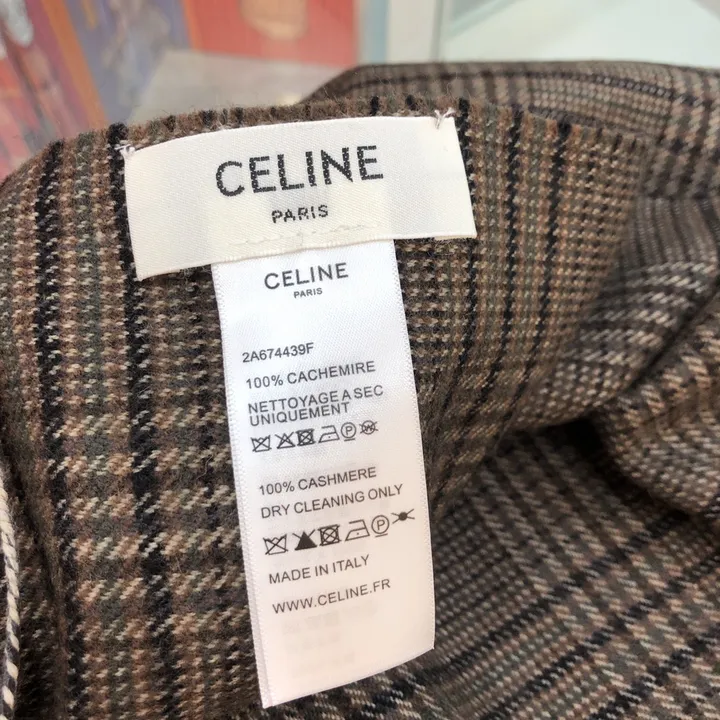 CELINE
PARIS
CELINE
PARIS
2A674439F
100% CACHEMIRE
NETTOYAGE A SEC
UNIQUEMENT
100% CASHMERE
DRY CLEANING ONLY
MADE IN ITALY
WWW.CELINE.FR